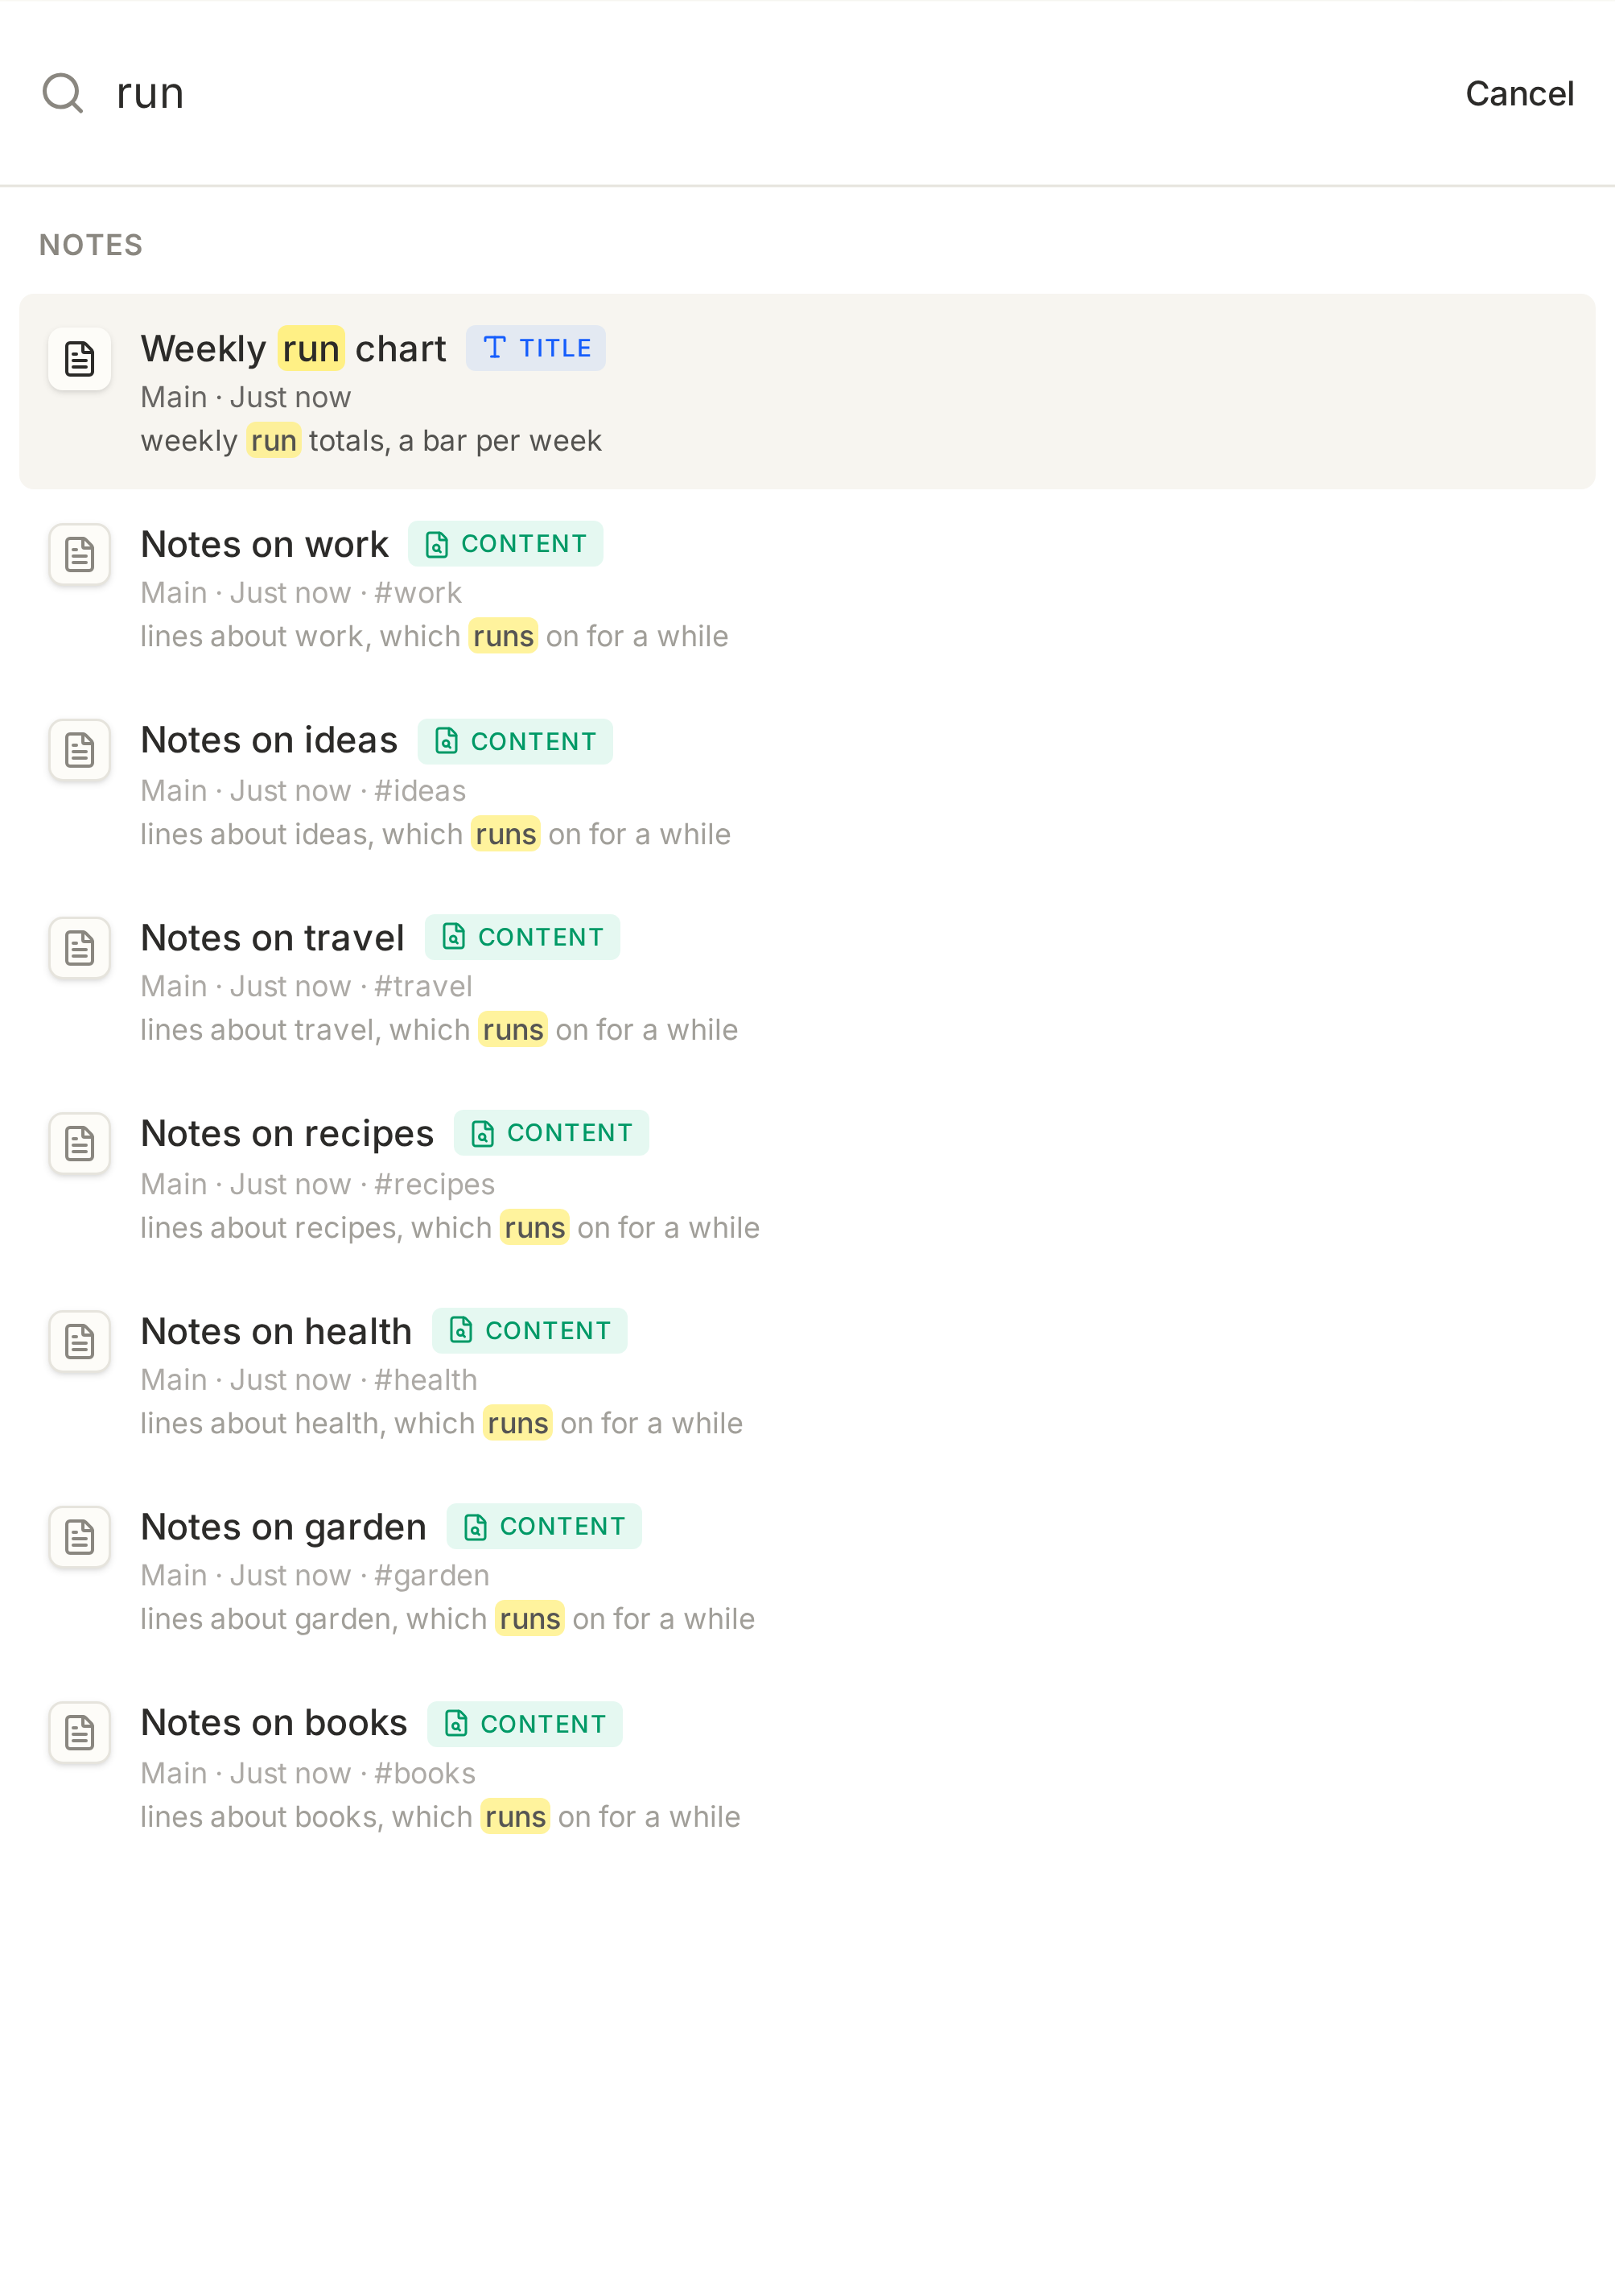 run Cancel
NOTES
Weekly run chart TITLE
Main · Just now
weekly run totals, a bar per week
Notes on work CONTENT
Main · Just now · #work
lines about work, which runs on for a while
Notes on ideas CONTENT
Main · Just now · #ideas
lines about ideas, which runs on for a while
Notes on travel CONTENT
Main · Just now · #travel
lines about travel, which runs on for a while
Notes on recipes CONTENT
Main · Just now · #recipes
lines about recipes, which runs on for a while
Notes on health CONTENT
Main · Just now · #health
lines about health, which runs on for a while
Notes on garden CONTENT
Main · Just now · #garden
lines about garden, which runs on for a while
Notes on books CONTENT
Main · Just now · #books
lines about books, which runs on for a while